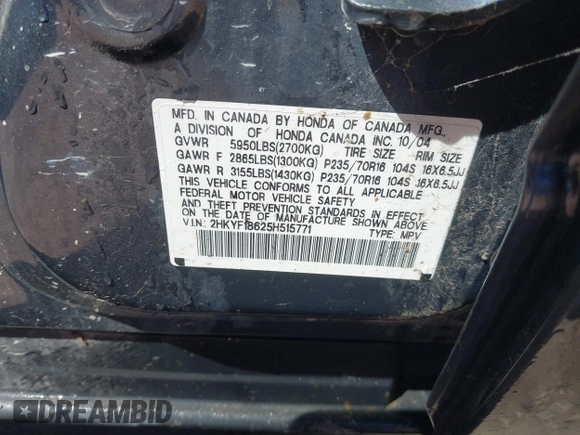 MFD. IN CANADA BY HONDA OF CANADA MFG.,
A DIVISION OF HONDA CANADA INC. 10/04
GVWR 5950LBS(2700KG) TIRE SIZE RIM SIZE
GAWR F 2865LBS(1300KG) P235/70R16 104S 16X6.5JJ
GAWR R 3155LBS(1430KG) P235/70R16 104S 16X6.5JJ
THIS VEHICLE CONFORMS TO ALL APPLICABLE
FEDERAL MOTOR VEHICLE SAFETY
AND THEFT PREVENTION STANDARDS IN EFFECT
ON THE DATE OF MANUFACTURE SHOWN ABOVE
V.I.N.: 2HKYF18625H515771 TYPE: MPV
DREAMBID